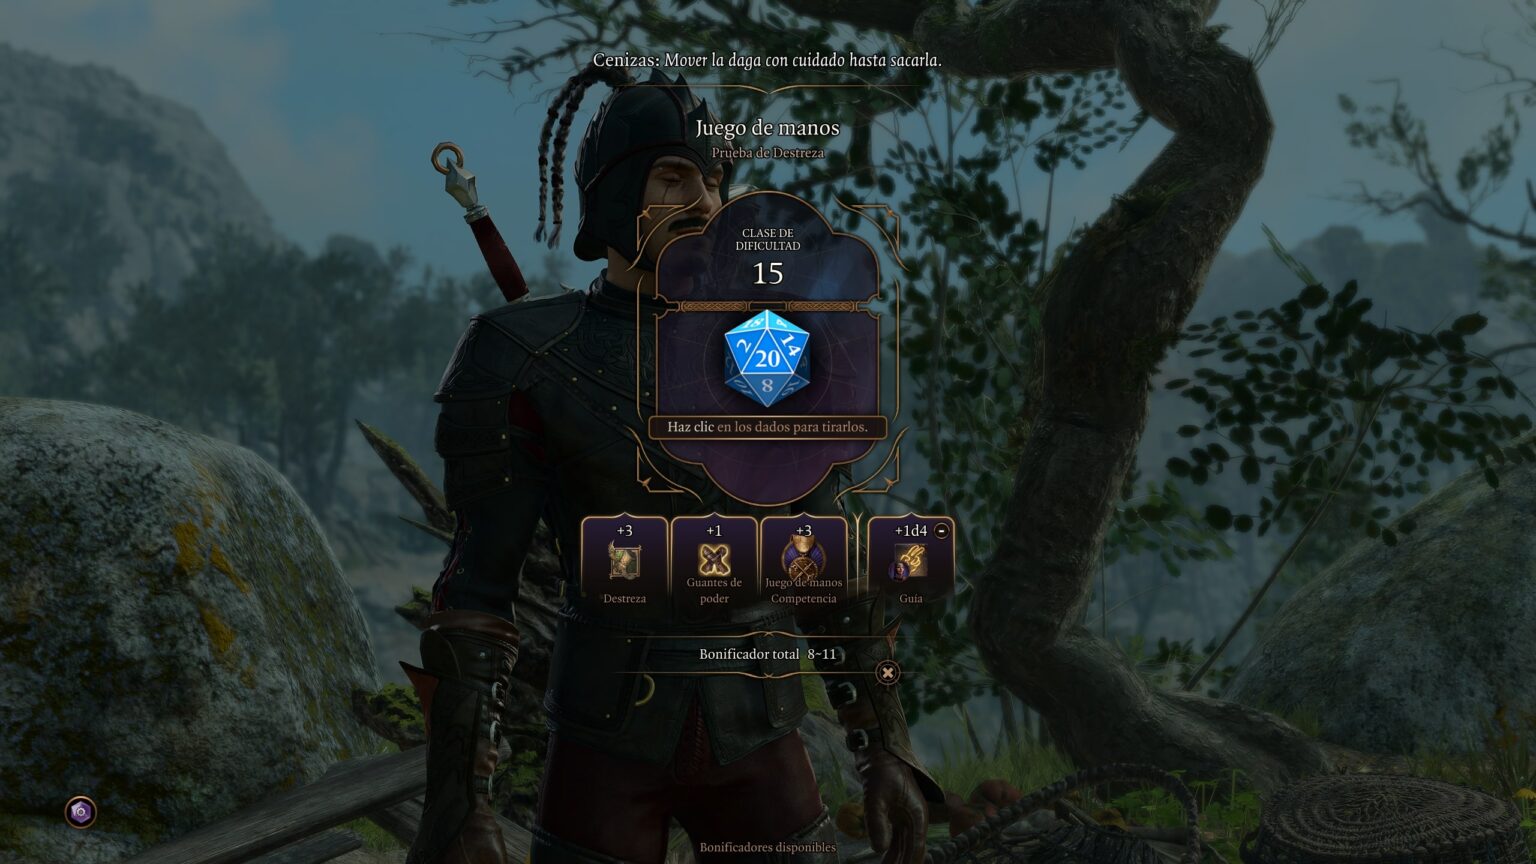 Cenizas: Mover la daga con cuidado hasta sacarla.
Juego de manos
Prueba de Destreza
CLASE DE
DIFICULTAD
15
2
20
14
8
Haz clic en los dados para tirarlos.
+3
Destreza
+1
Guantes de
poder
+3
Juego de manos
Competencia
+1d4
Guía
Bonificador total 8~11
Bonificadores disponibles